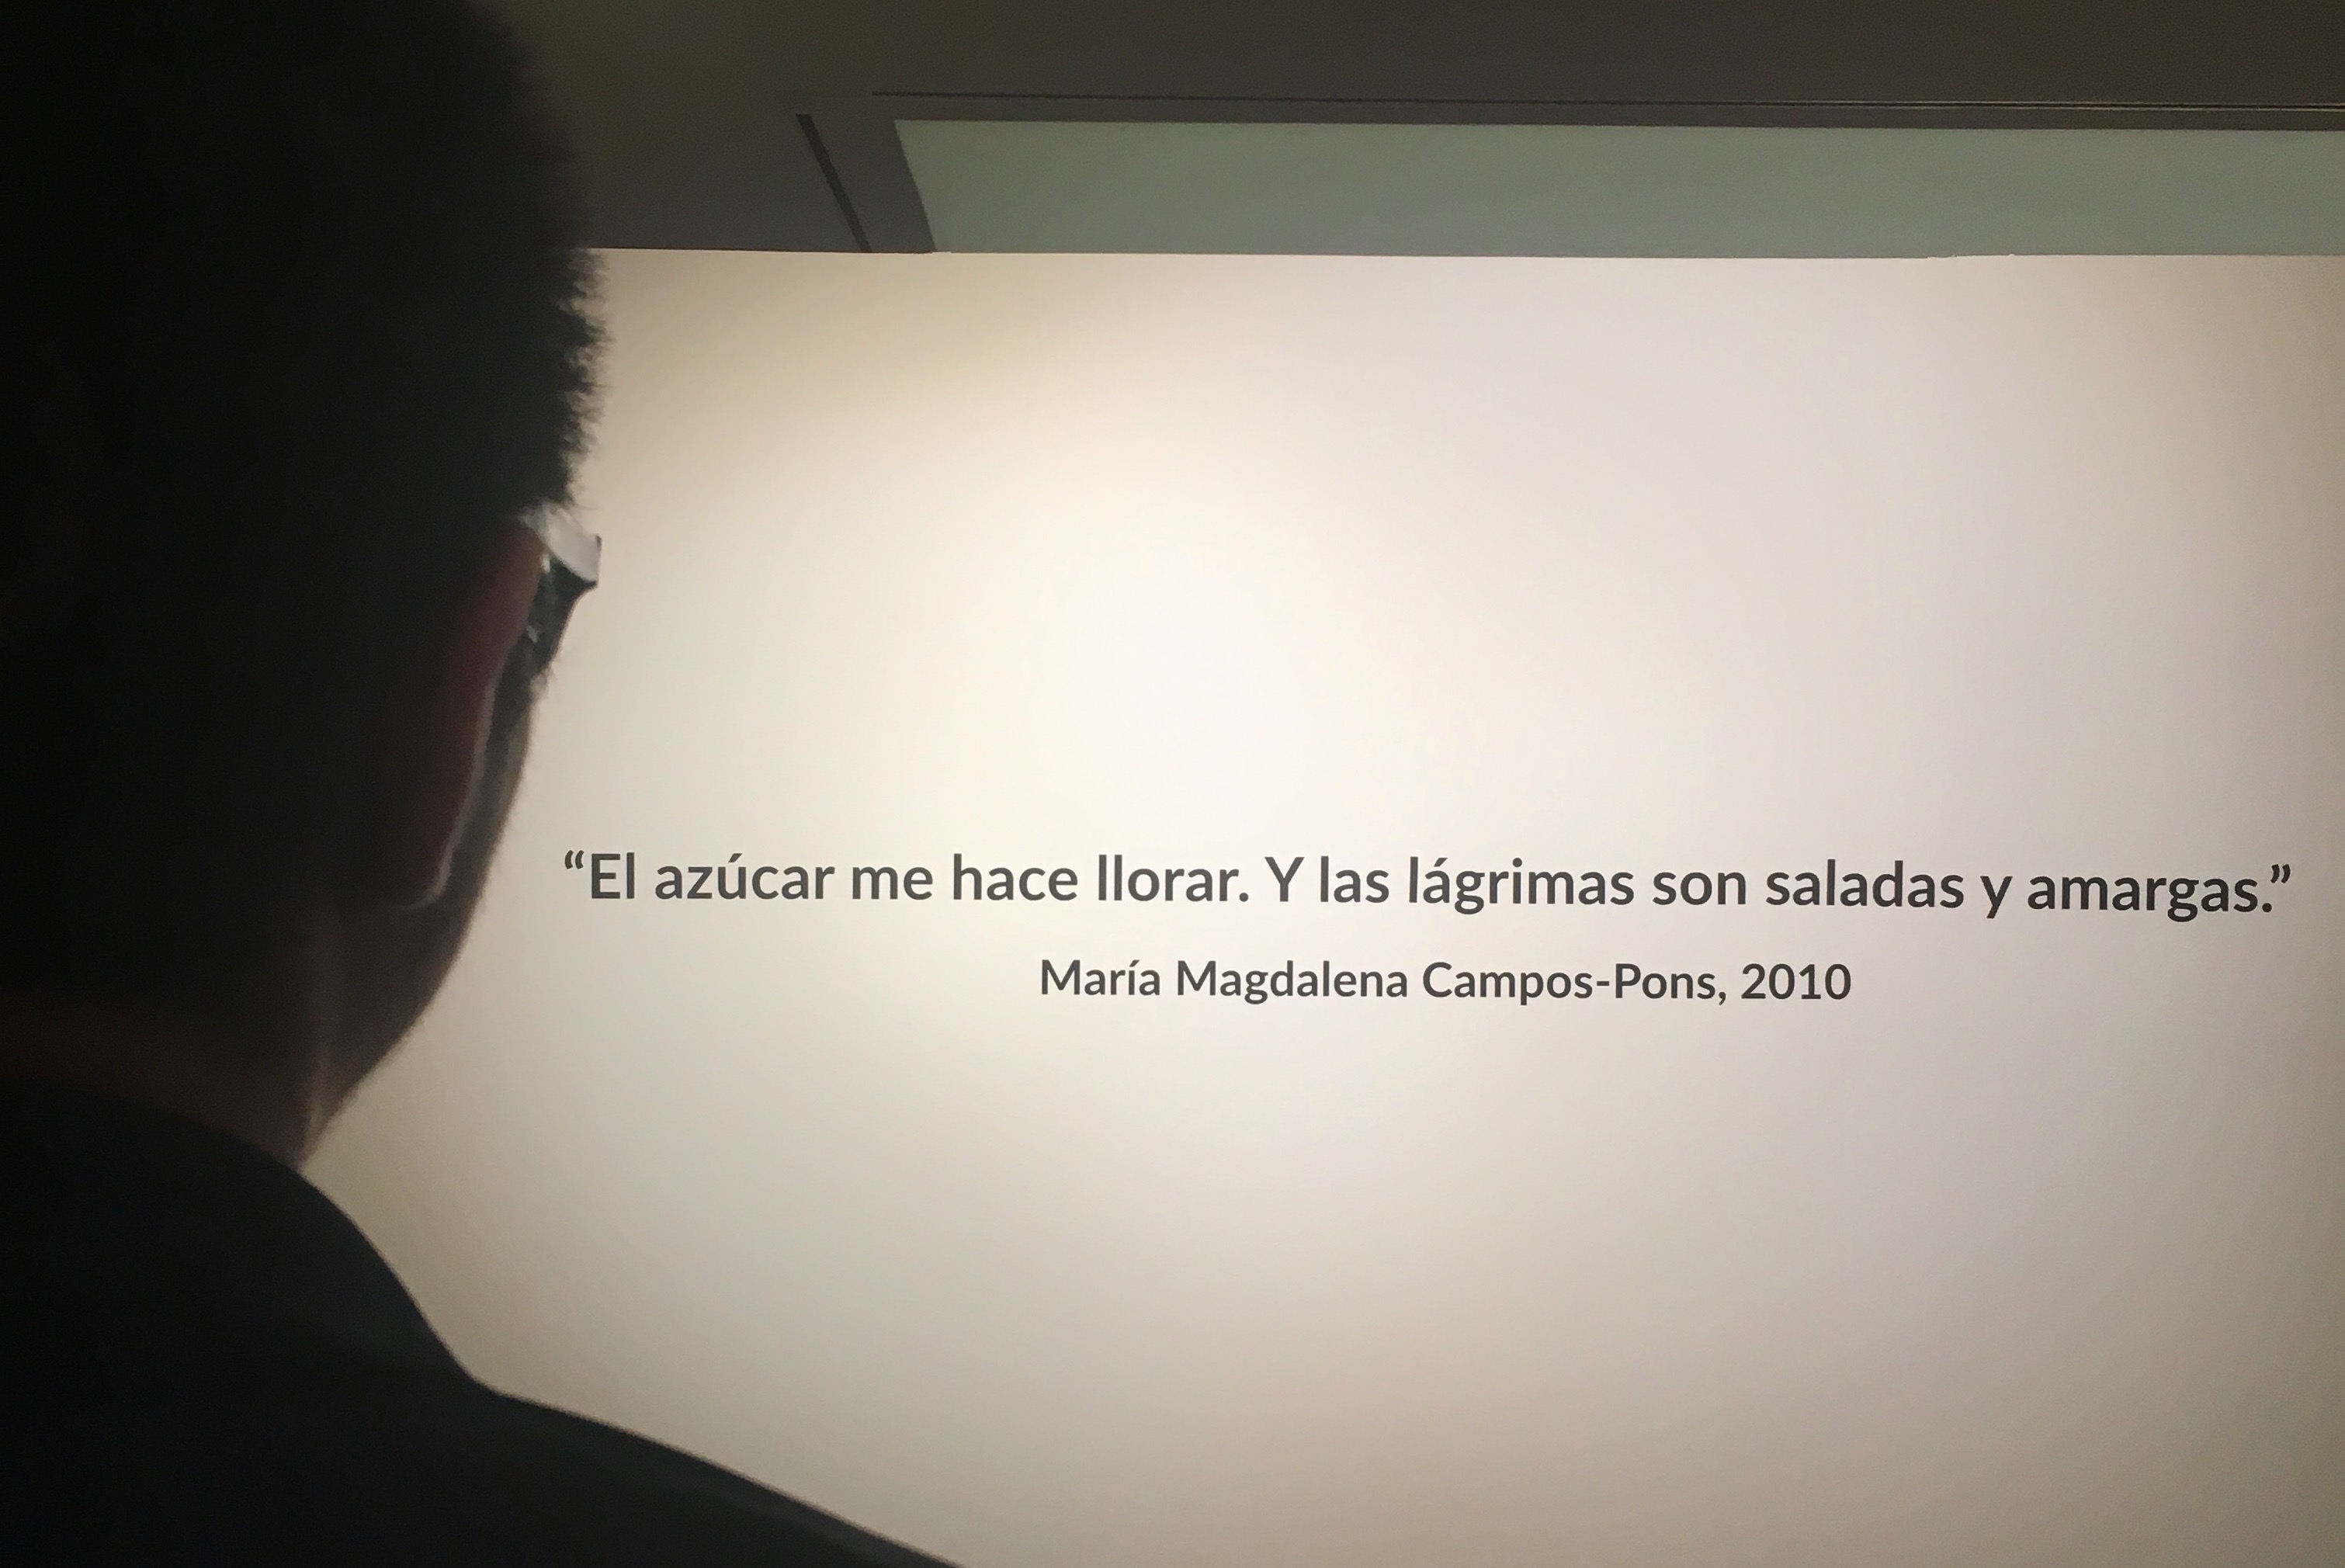 “El azúcar me hace llorar. Y las lágrimas son saladas y amargas.”
María Magdalena Campos-Pons, 2010